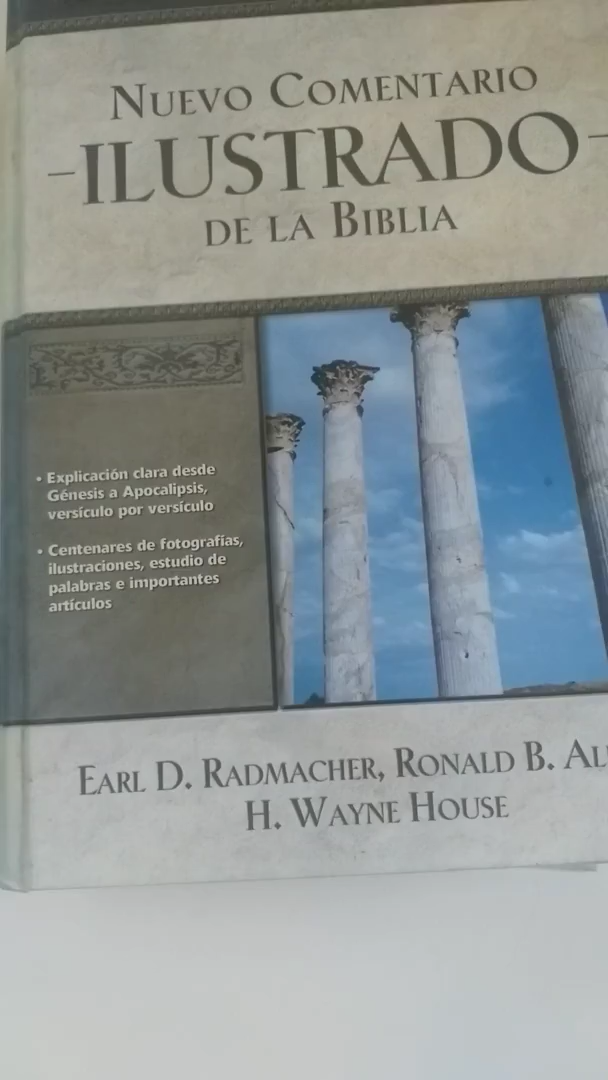 NUEVO COMENTARIO
-ILUSTRADO-
DE LA BIBLIA
• Explicación clara desde
Génesis a Apocalipsis,
versículo por versículo
• Centenares de fotografías,
ilustraciones, estudio de
palabras e importantes
artículos
EARL D. RADMACHER, RONALD B.
H. WAYNE HOUSE